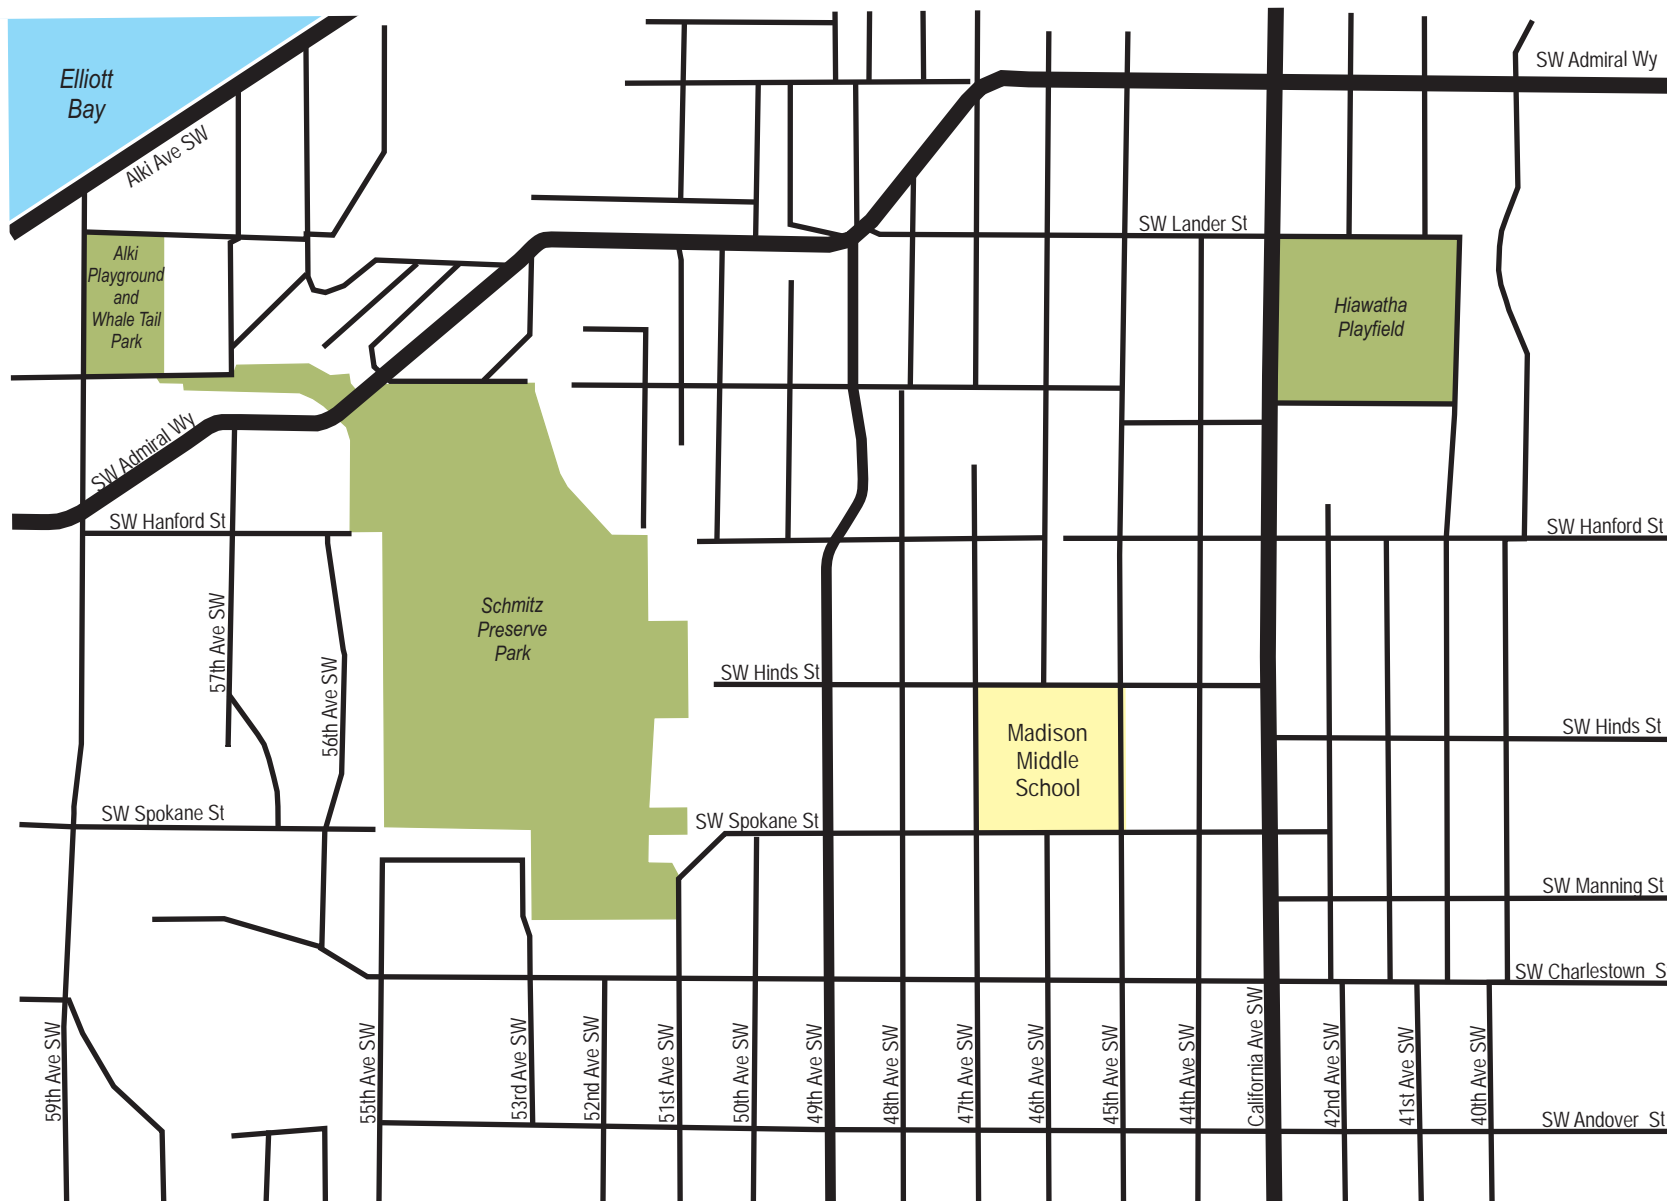 SW Admiral Wy
Elliott
Bay
Alki Ave SW
SW Lander St
Alki
Playground
and
Whale Tail
Park
Hiawatha
Playfield
SW Admiral Wy
SW Hanford St
SW Hanford St
Schmitz
Preserve
Park
57th Ave SW
56th Ave SW
SW Hinds St
SW Hinds St
Madison
Middle
School
SW Spokane St
SW Spokane St
SW Manning St
SW Charlestown S
59th Ave SW
55th Ave SW
53rd Ave SW
52nd Ave SW
51st Ave SW
50th Ave SW
49th Ave SW
48th Ave SW
47th Ave SW
46th Ave SW
45th Ave SW
44th Ave SW
California Ave SW
42nd Ave SW
41st Ave SW
40th Ave SW
SW Andover St